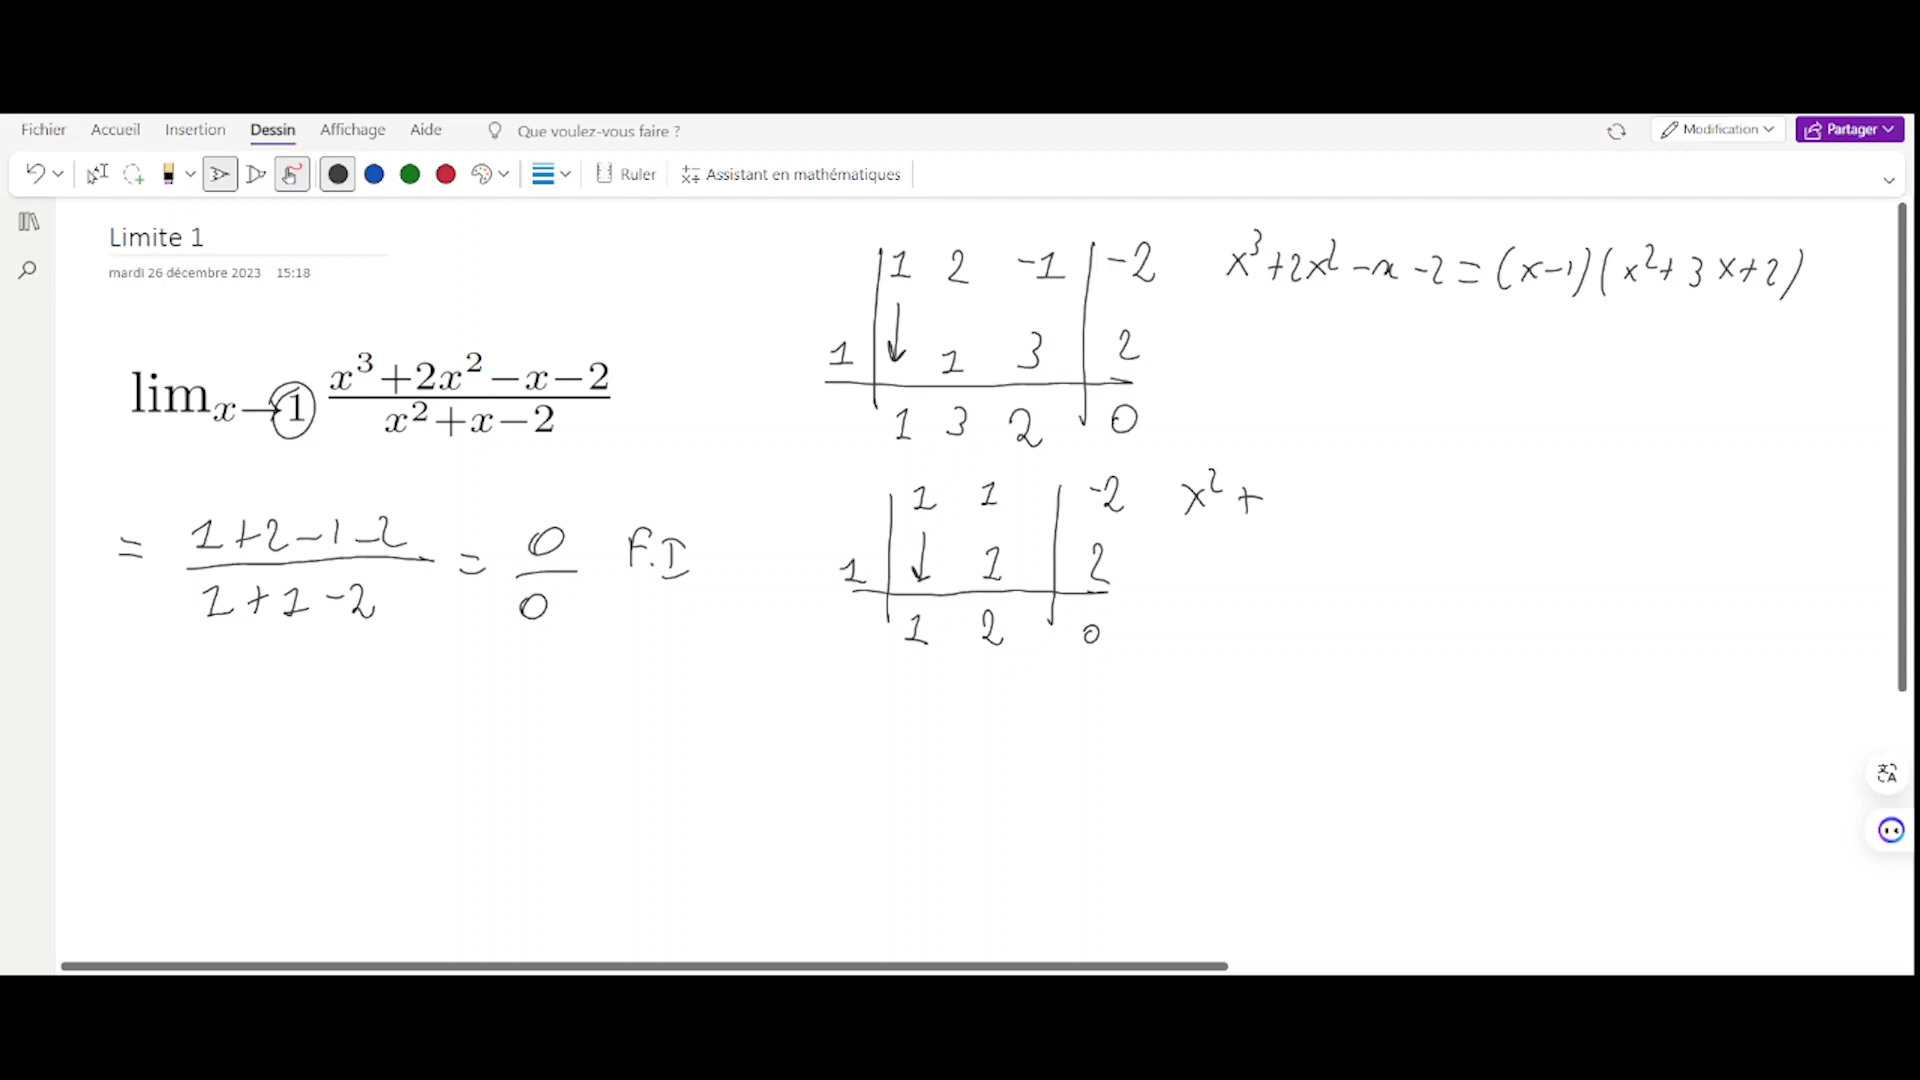 Fichier Accueil Insertion Dessin Affichage Aide Que voulez-vous faire ? Modification Partager
Ruler Assistant en mathématiques
Limite 1
mardi 26 décembre 2023 15:18
lim x→1 (x³+2x²−x−2)/(x²+x−2)
= (1+2-1-2)/(1+1-2) = 0/0 F.I
1 2 -1 -2
1 1 3 2
1 3 2 0
x³+2x²-x-2=(x-1)(x²+3x+2)
1 1 -2
1 1 2
1 2 0
x²+